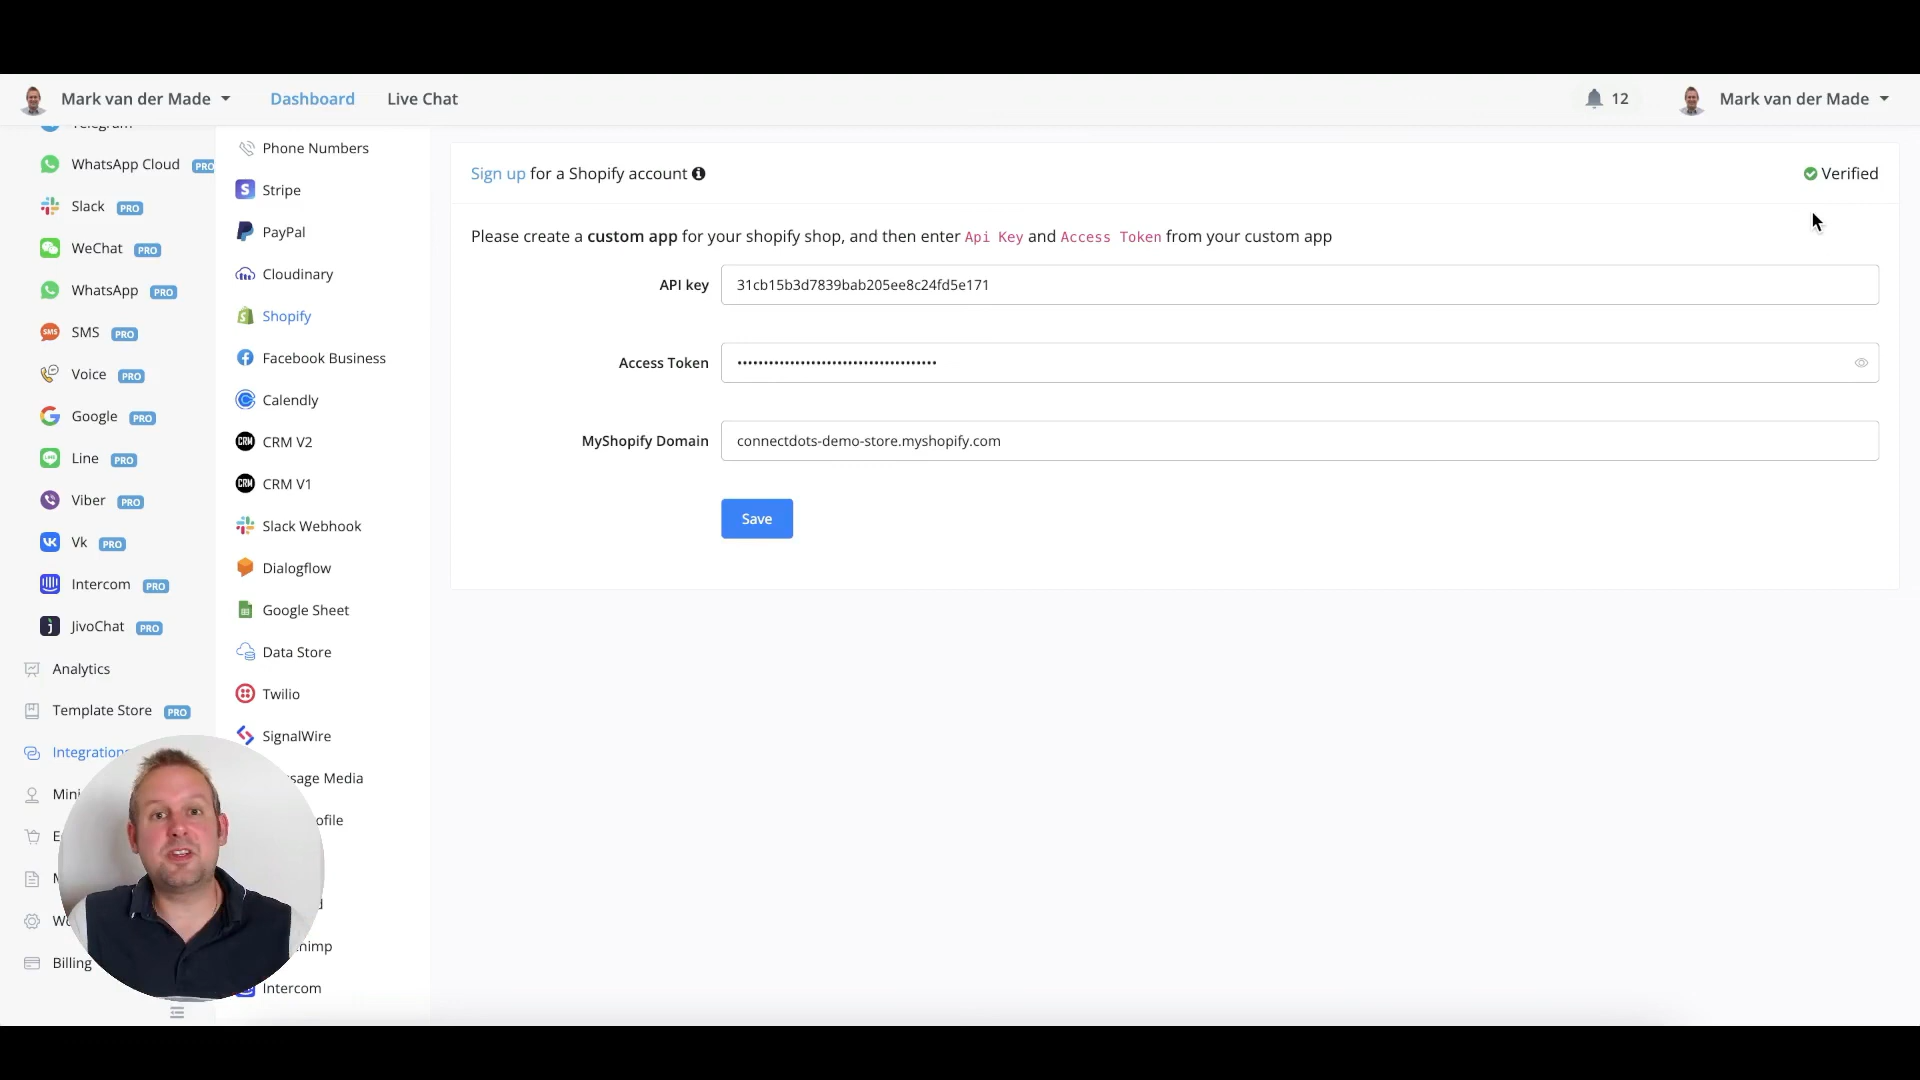 Mark van der Made
Dashboard
Live Chat
12
Mark van der Made
Telegram
WhatsApp Cloud PRO
Slack PRO
WeChat PRO
WhatsApp PRO
SMS PRO
Voice PRO
Google PRO
Line PRO
Viber PRO
Vk PRO
Intercom PRO
JivoChat PRO
Analytics
Template Store PRO
Integrations
Mini
Billing
Phone Numbers
Stripe
PayPal
Cloudinary
Shopify
Facebook Business
Calendly
CRM V2
CRM V1
Slack Webhook
Dialogflow
Google Sheet
Data Store
Twilio
SignalWire
sage Media
ofile
himp
Intercom
Sign up for a Shopify account
Verified
Please create a custom app for your shopify shop, and then enter Api Key and Access Token from your custom app
API key
31cb15b3d7839bab205ee8c24fd5e171
Access Token
MyShopify Domain
connectdots-demo-store.myshopify.com
Save